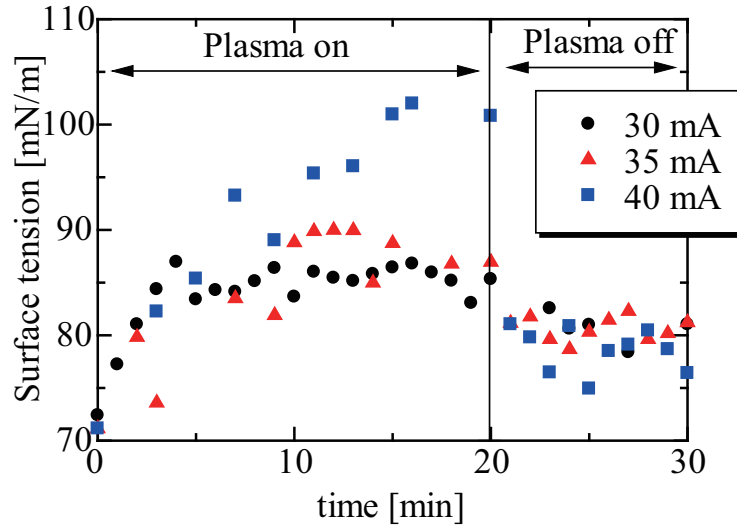 110
100
90
80
70
Surface tension [mN/m]
Plasma on
Plasma off
30 mA
35 mA
40 mA
0
10
20
30
time [min]